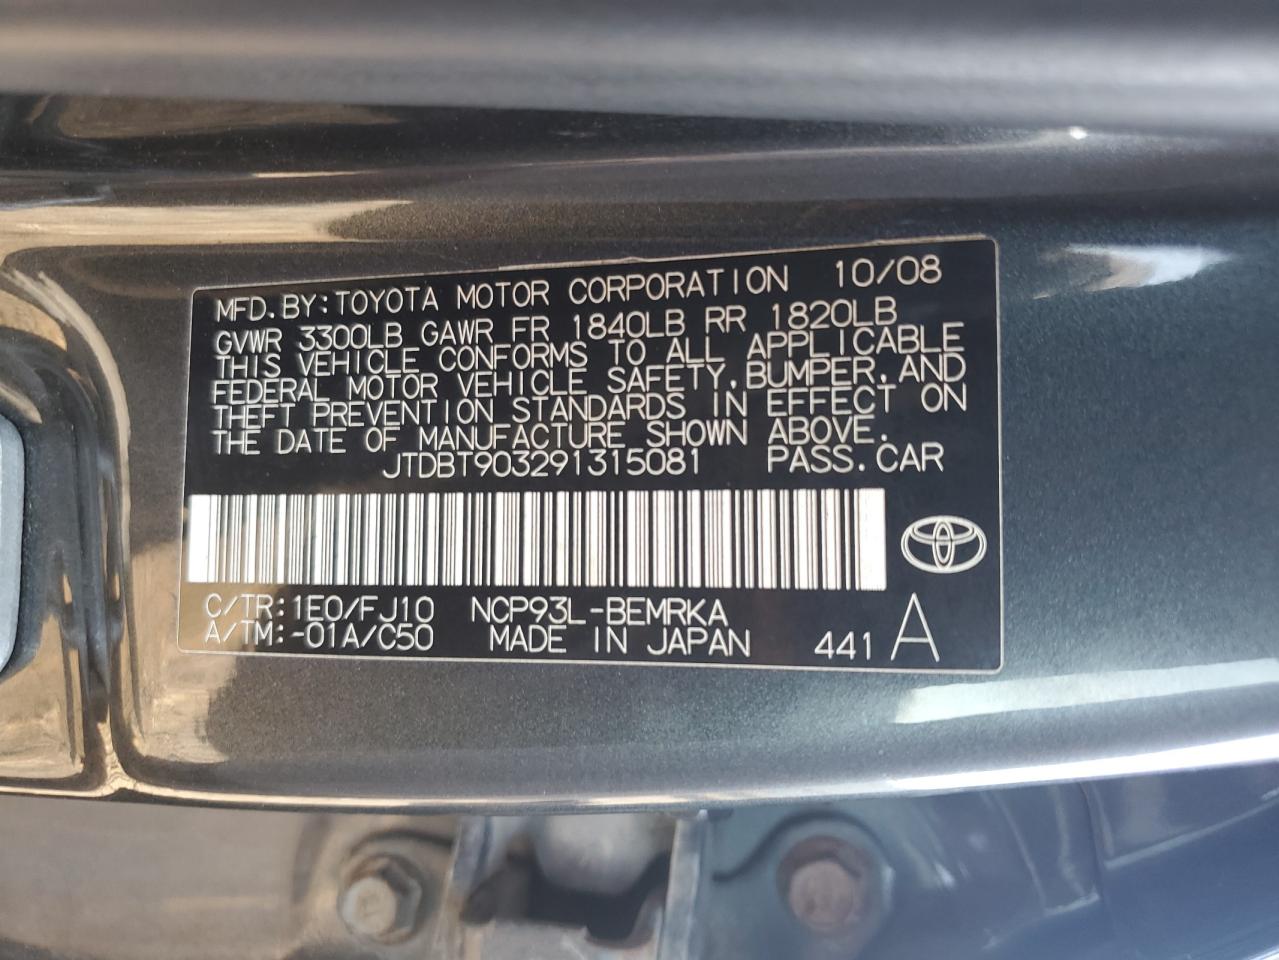 MFD.BY:TOYOTA MOTOR CORPORATION 10/08
GVWR 3300LB GAWR FR 1840LB RR 1820LB
THIS VEHICLE CONFORMS TO ALL APPLICABLE
FEDERAL MOTOR VEHICLE SAFETY,BUMPER,AND
THEFT PREVENTION STANDARDS IN EFFECT ON
THE DATE OF MANUFACTURE SHOWN ABOVE.
JTDBT903291315081 PASS.CAR
C/TR:1E0/FJ10 NCP93L-BEMRKA
A/TM:-01A/C50 MADE IN JAPAN 441 A